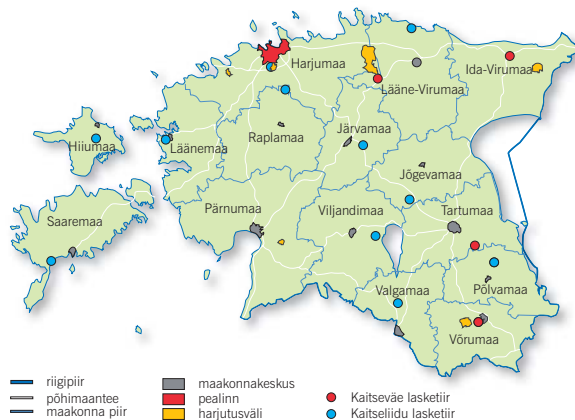 Harjumaa
Ida-Virumaa
Lääne-Virumaa
Hiiumaa
Läänemaa
Raplamaa
Järvamaa
Jõgevamaa
Saaremaa
Pärnumaa
Viljandimaa
Tartumaa
Valgamaa
Põlvamaa
Võrumaa
riigipiir
põhimaantee
maakonna piir
maakonnakeskus
pealinn
harjutusväli
Kaitseväe lasketiir
Kaitseliidu lasketiir